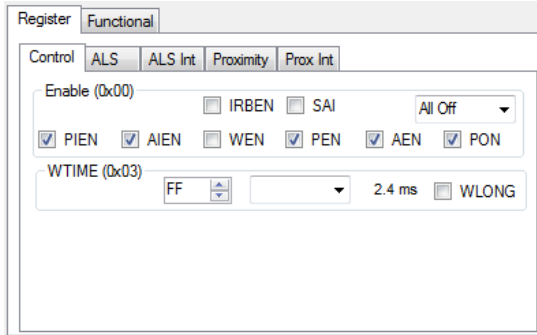 Register Functional
Control ALS ALS Int Proximity Prox Int
Enable (0x00)
IRBEN SAI All Off
PIEN AIEN WEN PEN AEN PON
WTIME (0x03)
FF 2.4 ms WLONG